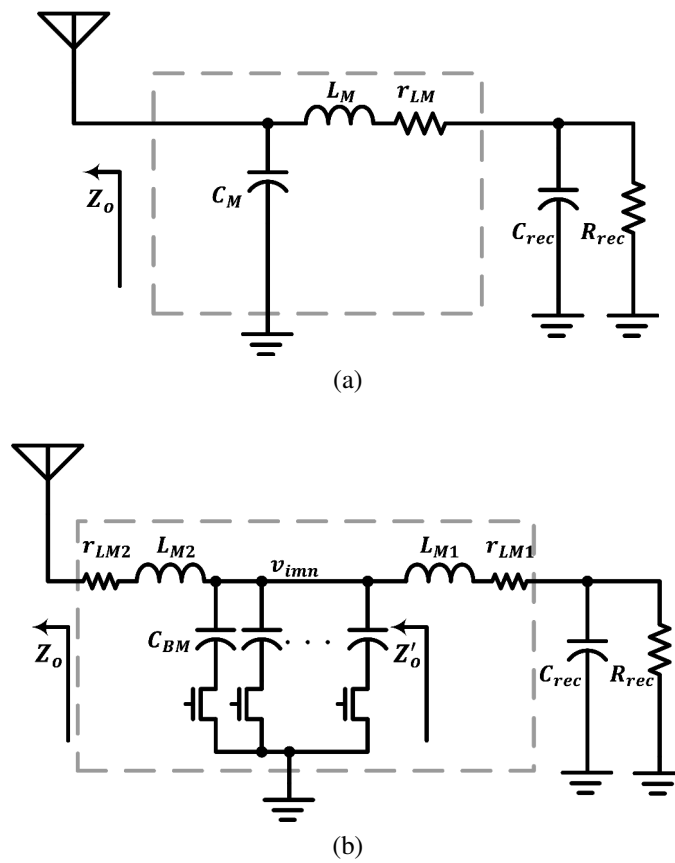 L_M r_LM
Z_o C_M C_rec R_rec
(a)
r_LM2 L_M2 v_imn L_M1 r_LM1
C_BM . . . Z'_o
Z_o C_rec R_rec
(b)